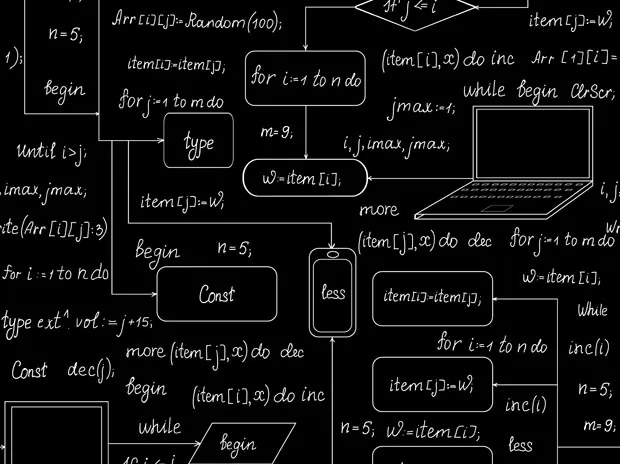 Arr[i][j]:=Random(100);
if j<=i
item[j]:=w,
n=5;
1);
item[i]=item[j];
for i:=1 to n do
(item[i],x) do inc
Arr[1][i]=
begin
for j:=1 to m do
jmax:=1;
while begin ClrScr;
m=9;
type
i,j,imax,jmax;
Until i>j;
w:=item[i];
,imax,jmax;
item[j]:=w,
more
i,j,
ite(Arr[i][j]:3)
Wr
begin
n=5;
(item[j],x) do dec
for j:=1 to m do
for i:=1 to n do
Const
less
item[i]:=item[j];
w:=item[i];
while
type ext^ vol:=j+15;
for i:=1 to n do
inc(i)
more (item[j],x) do dec
Const dec(j);
begin
(item[i],x) do inc
item[j]:=w,
n=5;
inc(i)
while
begin
n=5; w:=item[i];
m=9;
less